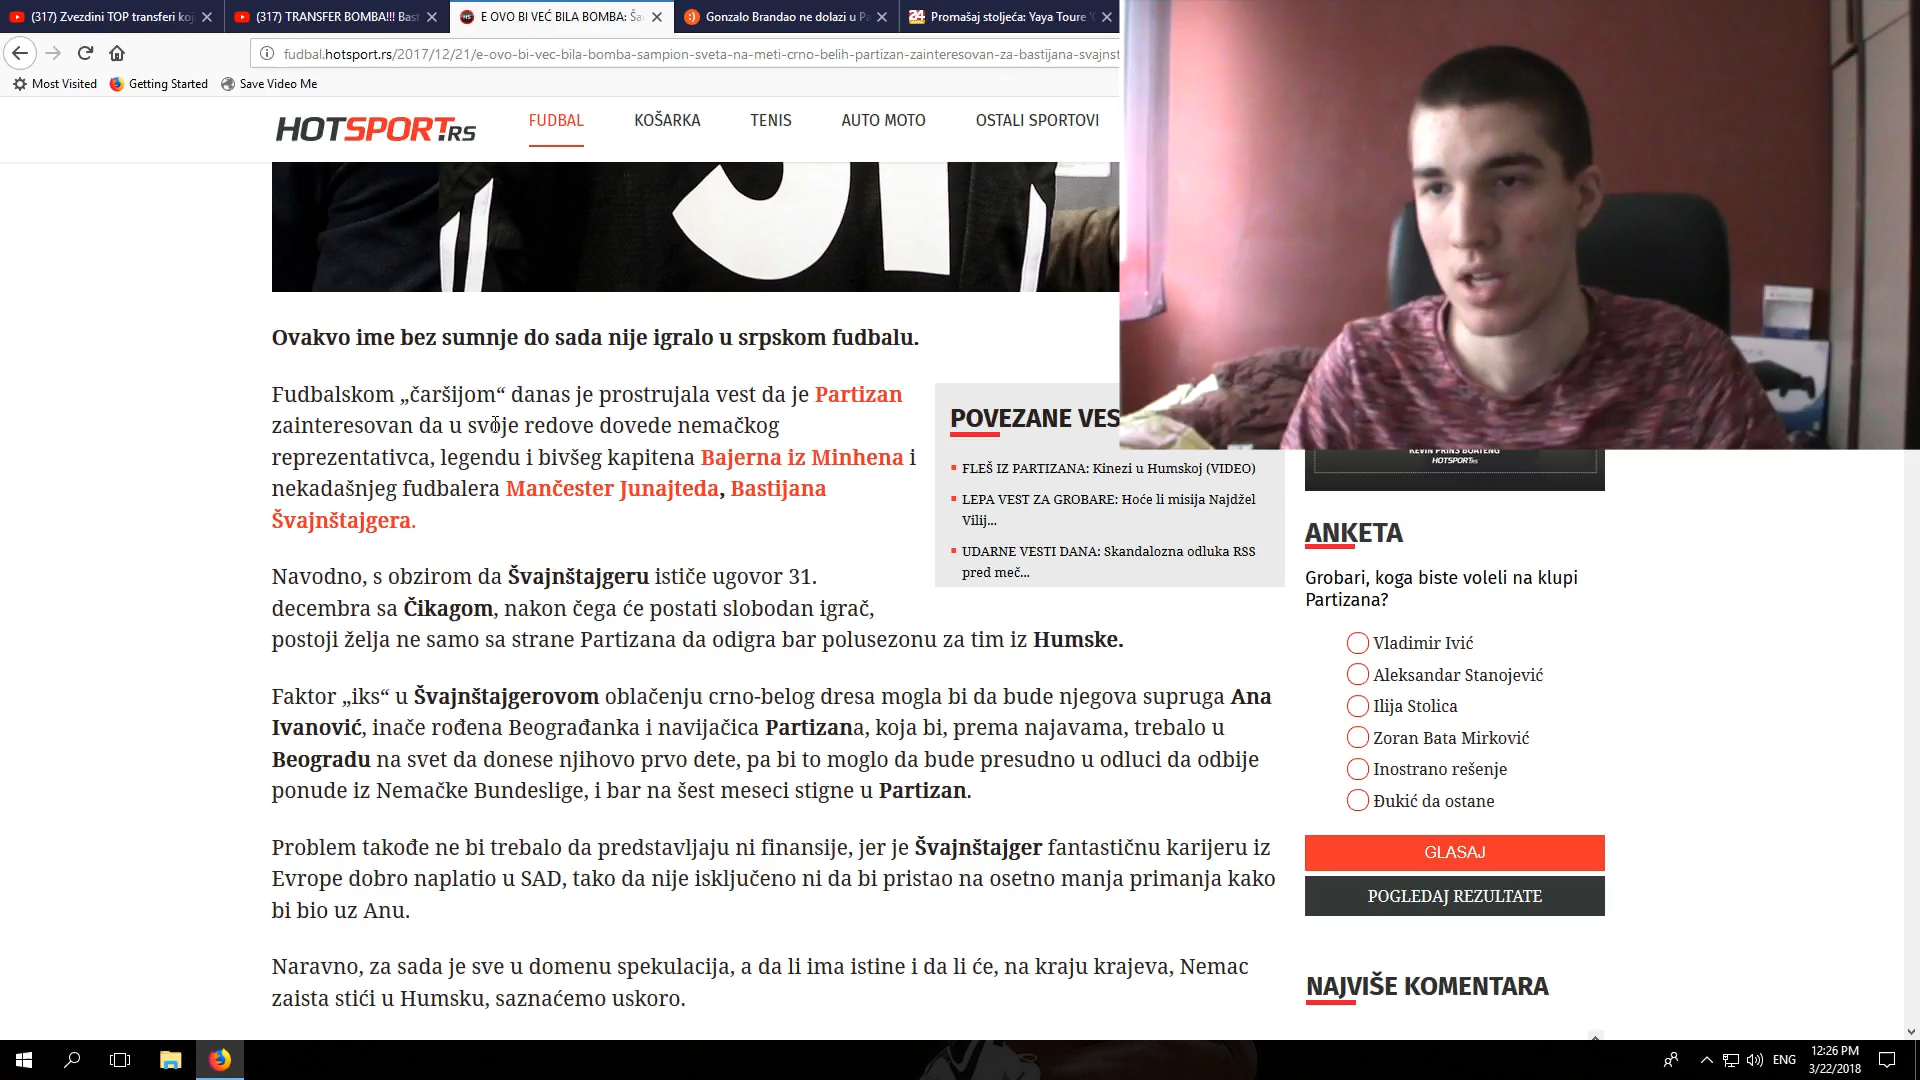 (317) Zvezdini TOP transferi koj
(317) TRANSFER BOMBA!!! Bast
E OVO BI VEĆ BILA BOMBA: Ša
Gonzalo Brandao ne dolazi u Pa
Promašaj stoljeća: Yaya Toure
fudbal.hotsport.rs/2017/12/21/e-ovo-bi-vec-bila-bomba-sampion-sveta-na-meti-crno-belih-partizan-zainteresovan-za-bastijana-svajnst
Most Visited Getting Started Save Video Me
HOTSPORT.RS
FUDBAL KOŠARKA TENIS AUTO MOTO OSTALI SPORTOVI
Ovakvo ime bez sumnje do sada nije igralo u srpskom fudbalu.
Fudbalskom „čaršijom“ danas je prostrujala vest da je Partizan
zainteresovan da u svoje redove dovede nemačkog
reprezentativca, legendu i bivšeg kapitena Bajerna iz Minhena i
nekadašnjeg fudbalera Mančester Junajteda, Bastijana
Švajnštajgera.
POVEZANE VES
FLEŠ IZ PARTIZANA: Kinezi u Humskoj (VIDEO)
LEPA VEST ZA GROBARE: Hoće li misija Najdžel
Vilij...
UDARNE VESTI DANA: Skandalozna odluka RSS
pred meč...
Navodno, s obzirom da Švajnštajgeru ističe ugovor 31.
decembra sa Čikagom, nakon čega će postati slobodan igrač,
postoji želja ne samo sa strane Partizana da odigra bar polusezonu za tim iz Humske.
Faktor „iks“ u Švajnštajgerovom oblačenju crno-belog dresa mogla bi da bude njegova supruga Ana
Ivanović, inače rođena Beograđanka i navijačica Partizana, koja bi, prema najavama, trebalo u
Beogradu na svet da donese njihovo prvo dete, pa bi to moglo da bude presudno u odluci da odbije
ponude iz Nemačke Bundeslige, i bar na šest meseci stigne u Partizan.
Problem takođe ne bi trebalo da predstavljaju ni finansije, jer je Švajnštajger fantastičnu karijeru iz
Evrope dobro naplatio u SAD, tako da nije isključeno ni da bi pristao na osetno manja primanja kako
bi bio uz Anu.
Naravno, za sada je sve u domenu spekulacija, a da li ima istine i da li će, na kraju krajeva, Nemac
zaista stići u Humsku, saznaćemo uskoro.
KEVIN PRINS BOATENG
HOTSPORT.RS
ANKETA
Grobari, koga biste voleli na klupi
Partizana?
Vladimir Ivić
Aleksandar Stanojević
Ilija Stolica
Zoran Bata Mirković
Inostrano rešenje
Đukić da ostane
GLASAJ
POGLEDAJ REZULTATE
NAJVIŠE KOMENTARA
ENG
12:26 PM
3/22/2018